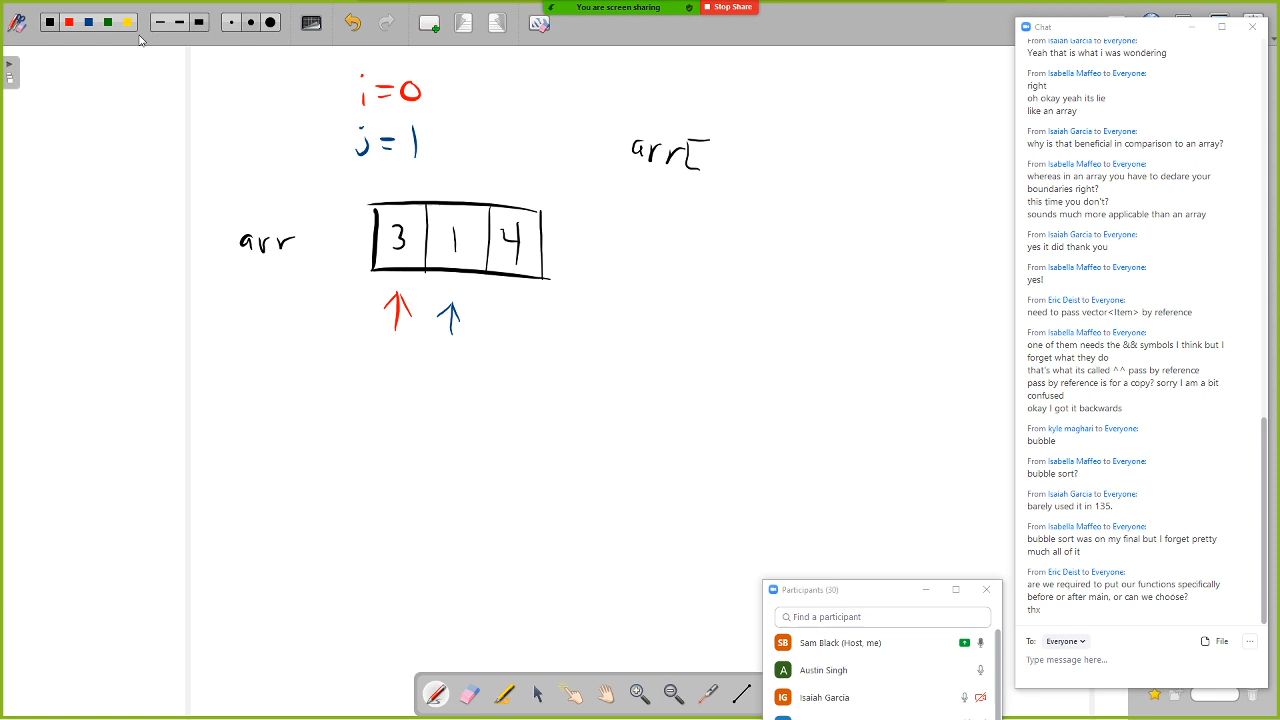 You are screen sharing
Stop Share
i = 0
j = 1
arr[
arr
3 1 4
Chat
From Isaiah Garcia to Everyone:
Yeah that is what i was wondering
From Isabella Maffeo to Everyone:
right
oh okay yeah its lie
like an array
From Isaiah Garcia to Everyone:
why is that beneficial in comparison to an array?
From Isabella Maffeo to Everyone:
whereas in an array you have to declare your
boundaries right?
this time you don't?
sounds much more applicable than an array
From Isaiah Garcia to Everyone:
yes it did thank you
From Isabella Maffeo to Everyone:
yes!
From Eric Deist to Everyone:
need to pass vector<Item> by reference
From Isabella Maffeo to Everyone:
one of them needs the && symbols I think but I
forget what they do
that's what its called ^^ pass by reference
pass by reference is for a copy? sorry I am a bit
confused
okay I got it backwards
From kyle maghari to Everyone:
bubble
From Isabella Maffeo to Everyone:
bubble sort?
From Isaiah Garcia to Everyone:
barely used it in 135.
From Isabella Maffeo to Everyone:
bubble sort was on my final but I forget pretty
much all of it
From Eric Deist to Everyone:
are we required to put our functions specifically
before or after main, or can we choose?
thx
To: Everyone
File
Type message here...
Participants (30)
Find a participant
SB Sam Black (Host, me)
A Austin Singh
IG Isaiah Garcia